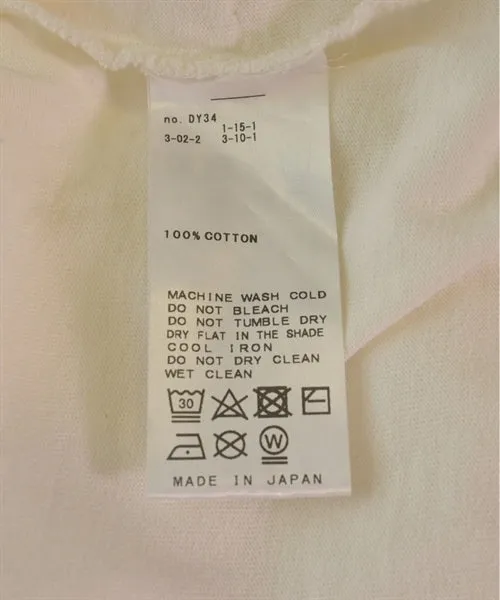 no. DY34
1-15-1
3-02-2 3-10-1
100% COTTON
MACHINE WASH COLD
DO NOT BLEACH
DO NOT TUMBLE DRY
DRY FLAT IN THE SHADE
COOL IRON
DO NOT DRY CLEAN
WET CLEAN
30
W
MADE IN JAPAN